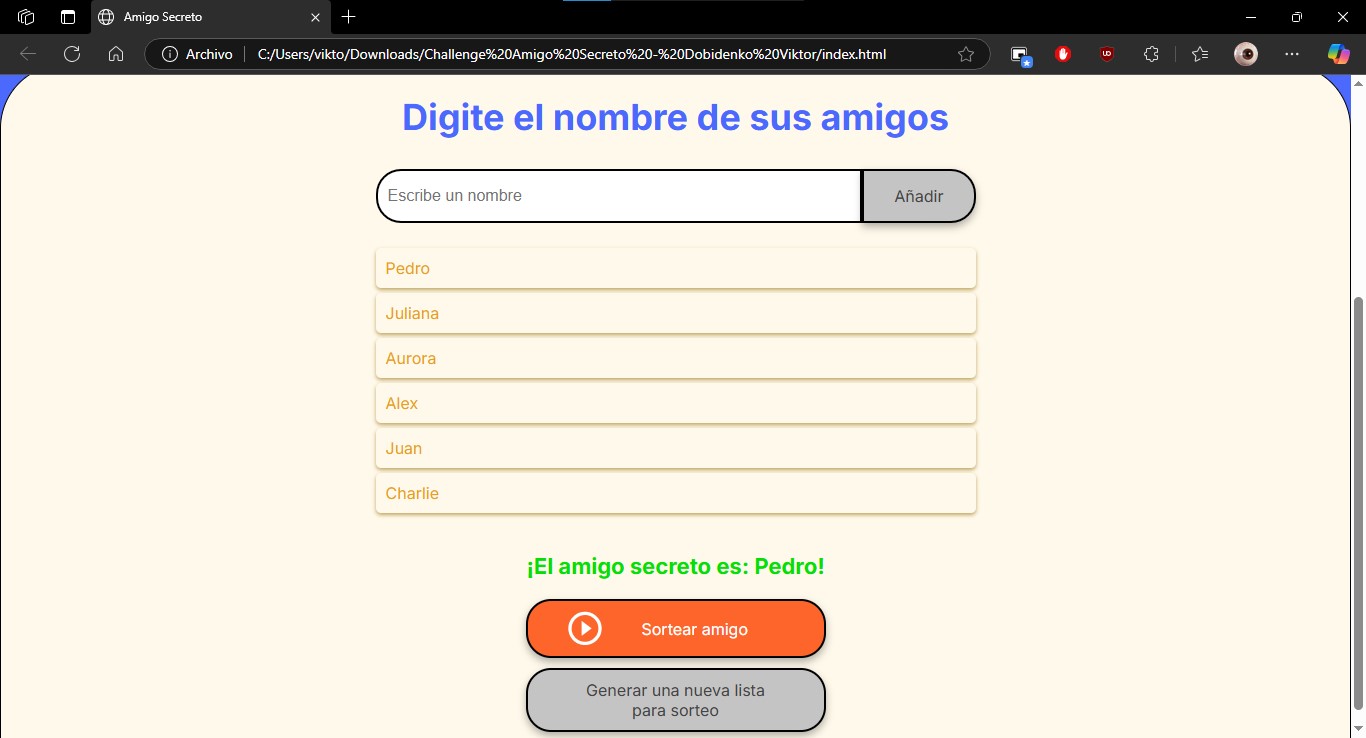 Amigo Secreto
Archivo
C:/Users/vikto/Downloads/Challenge%20Amigo%20Secreto%20-%20Dobidenko%20Viktor/index.html
Digite el nombre de sus amigos
Escribe un nombre
Añadir
Pedro
Juliana
Aurora
Alex
Juan
Charlie
¡El amigo secreto es: Pedro!
Sortear amigo
Generar una nueva lista
para sorteo